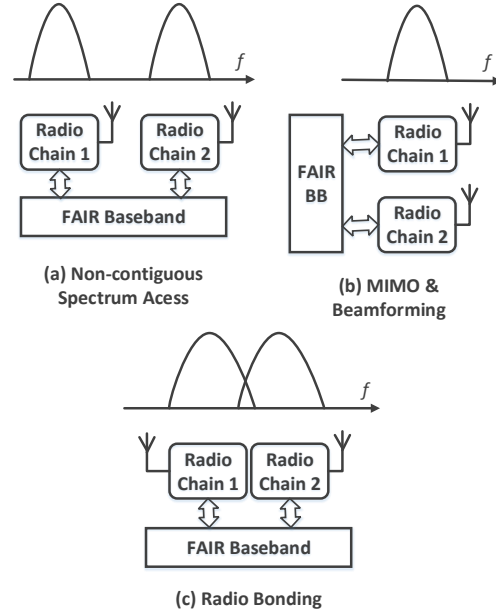 f
Radio
Chain 1
Radio
Chain 2
FAIR Baseband
(a) Non-contiguous
Spectrum Acess
f
FAIR
BB
Radio
Chain 1
Radio
Chain 2
(b) MIMO &
Beamforming
f
Radio
Chain 1
Radio
Chain 2
FAIR Baseband
(c) Radio Bonding